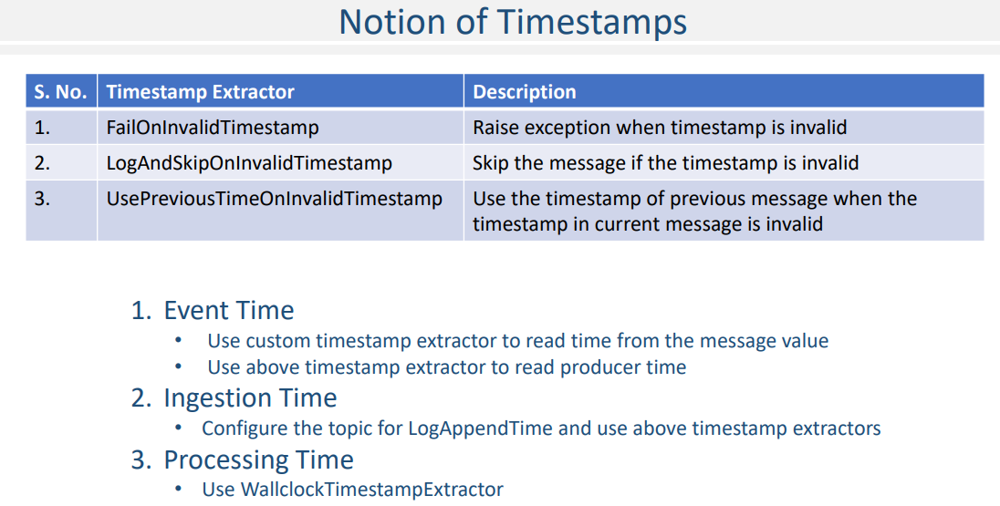 Notion of Timestamps
S. No. Timestamp Extractor Description
1. FailOnInvalidTimestamp Raise exception when timestamp is invalid
2. LogAndSkipOnInvalidTimestamp Skip the message if the timestamp is invalid
3. UsePreviousTimeOnInvalidTimestamp Use the timestamp of previous message when the
timestamp in current message is invalid
1. Event Time
• Use custom timestamp extractor to read time from the message value
• Use above timestamp extractor to read producer time
2. Ingestion Time
• Configure the topic for LogAppendTime and use above timestamp extractors
3. Processing Time
• Use WallclockTimestampExtractor